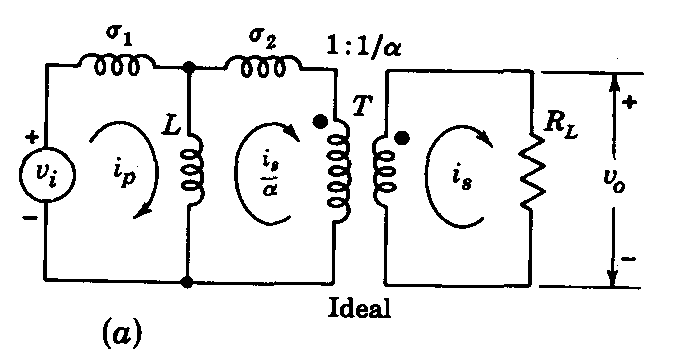 σ₁ σ₂ 1 : 1/α
L T R_L
+ +
v_i i_p i_s/α i_s v_o
− −
Ideal
(a)